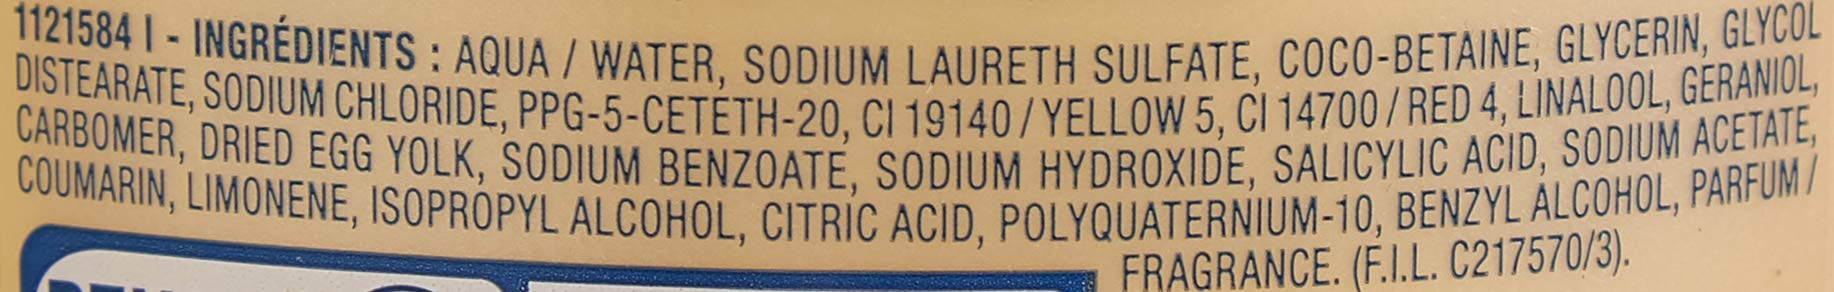 1121584 I - INGRÉDIENTS : AQUA / WATER, SODIUM LAURETH SULFATE, COCO-BETAINE, GLYCERIN, GLYCOL
DISTEARATE, SODIUM CHLORIDE, PPG-5-CETETH-20, CI 19140 / YELLOW 5, CI 14700 / RED 4, LINALOOL, GERANIOL,
CARBOMER, DRIED EGG YOLK, SODIUM BENZOATE, SODIUM HYDROXIDE, SALICYLIC ACID, SODIUM ACETATE,
COUMARIN, LIMONENE, ISOPROPYL ALCOHOL, CITRIC ACID, POLYQUATERNIUM-10, BENZYL ALCOHOL, PARFUM /
FRAGRANCE. (F.I.L. C217570/3).